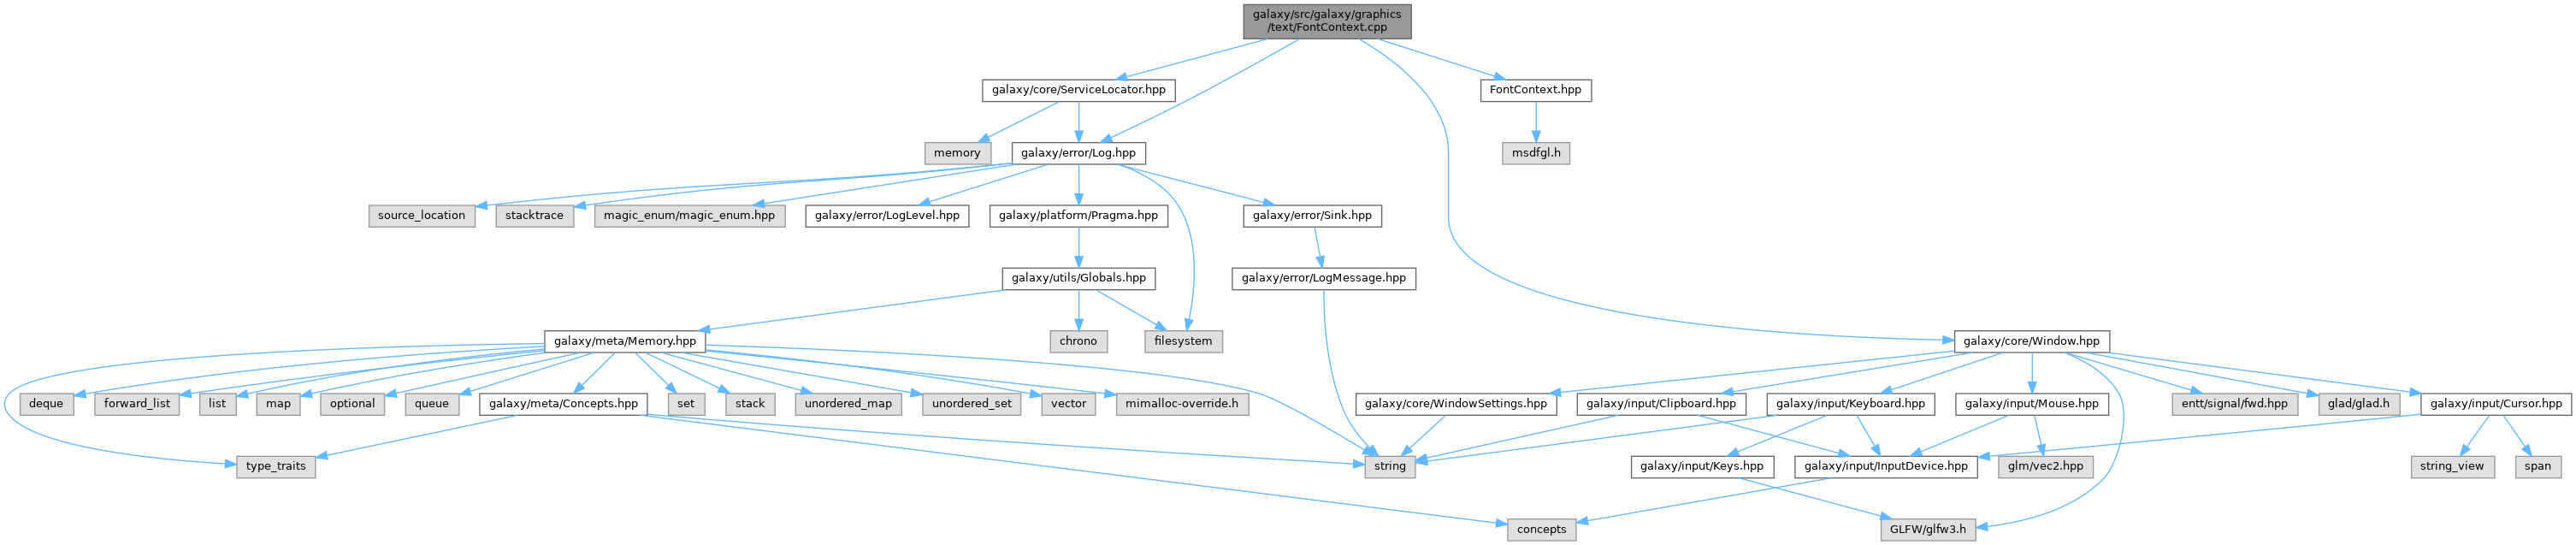 galaxy/src/galaxy/graphics
/text/FontContext.cpp
galaxy/core/ServiceLocator.hpp
FontContext.hpp
memory
galaxy/error/Log.hpp
msdfgl.h
source_location
stacktrace
magic_enum/magic_enum.hpp
galaxy/error/LogLevel.hpp
galaxy/platform/Pragma.hpp
galaxy/error/Sink.hpp
galaxy/utils/Globals.hpp
galaxy/error/LogMessage.hpp
galaxy/meta/Memory.hpp
chrono
filesystem
galaxy/core/Window.hpp
deque
forward_list
list
map
optional
queue
galaxy/meta/Concepts.hpp
set
stack
unordered_map
unordered_set
vector
mimalloc-override.h
galaxy/core/WindowSettings.hpp
galaxy/input/Clipboard.hpp
galaxy/input/Keyboard.hpp
galaxy/input/Mouse.hpp
entt/signal/fwd.hpp
glad/glad.h
galaxy/input/Cursor.hpp
type_traits
string
galaxy/input/Keys.hpp
galaxy/input/InputDevice.hpp
glm/vec2.hpp
string_view
span
concepts
GLFW/glfw3.h